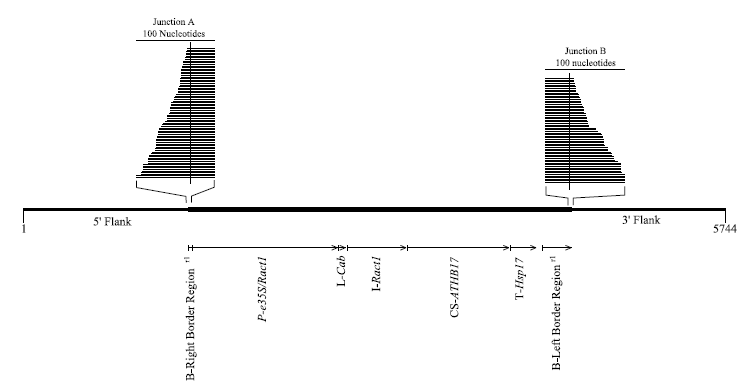 Junction A
100 Nucleotides
Junction B
100 nucleotides
5' Flank
3' Flank
1
5744
B-Right Border Region r1
P-e35S/Ract1
L-Cab
I-Ract1
CS-ATHB17
T-Hsp17
B-Left Border Region r1